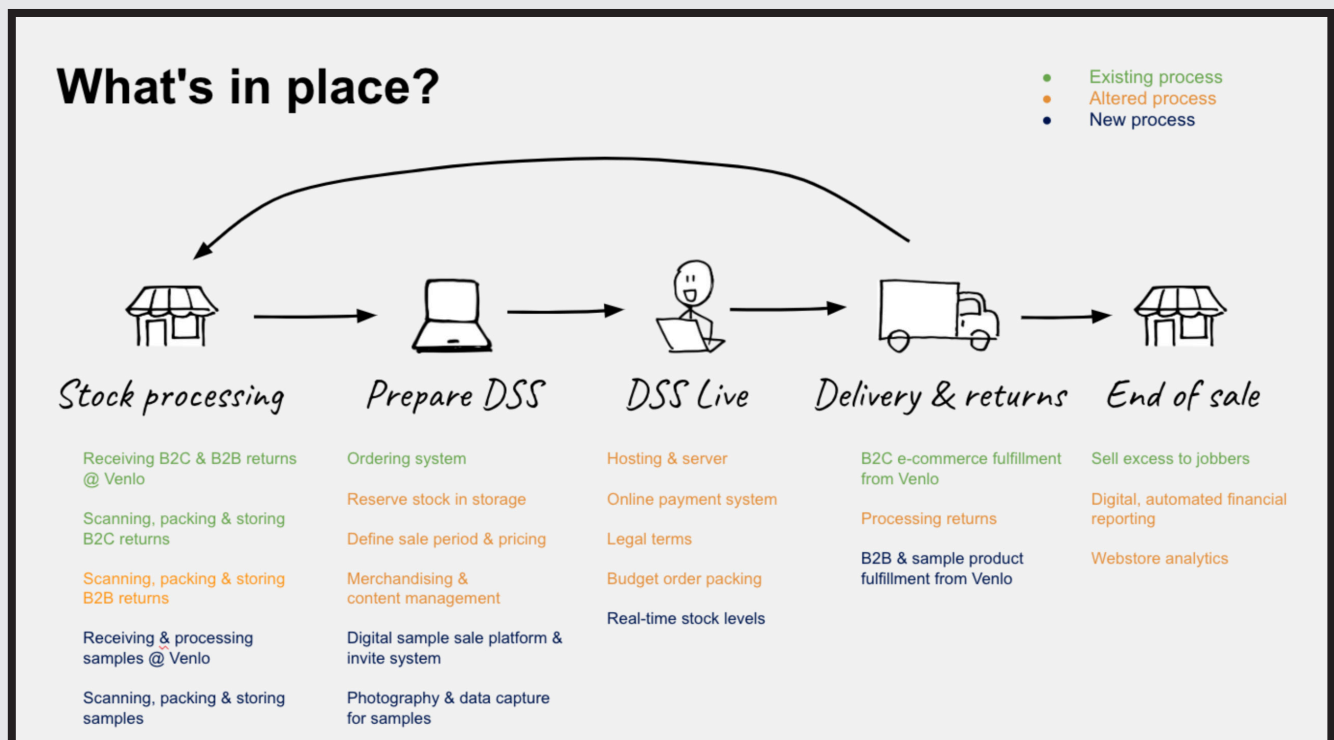 What's in place?
● Existing process
● Altered process
● New process
Stock processing
Prepare DSS
DSS Live
Delivery & returns
End of sale
Receiving B2C & B2B returns
@ Venlo
Scanning, packing & storing
B2C returns
Scanning, packing & storing
B2B returns
Receiving & processing
samples @ Venlo
Scanning, packing & storing
samples
Ordering system
Reserve stock in storage
Define sale period & pricing
Merchandising &
content management
Digital sample sale platform &
invite system
Photography & data capture
for samples
Hosting & server
Online payment system
Legal terms
Budget order packing
Real-time stock levels
B2C e-commerce fulfillment
from Venlo
Processing returns
B2B & sample product
fulfillment from Venlo
Sell excess to jobbers
Digital, automated financial
reporting
Webstore analytics